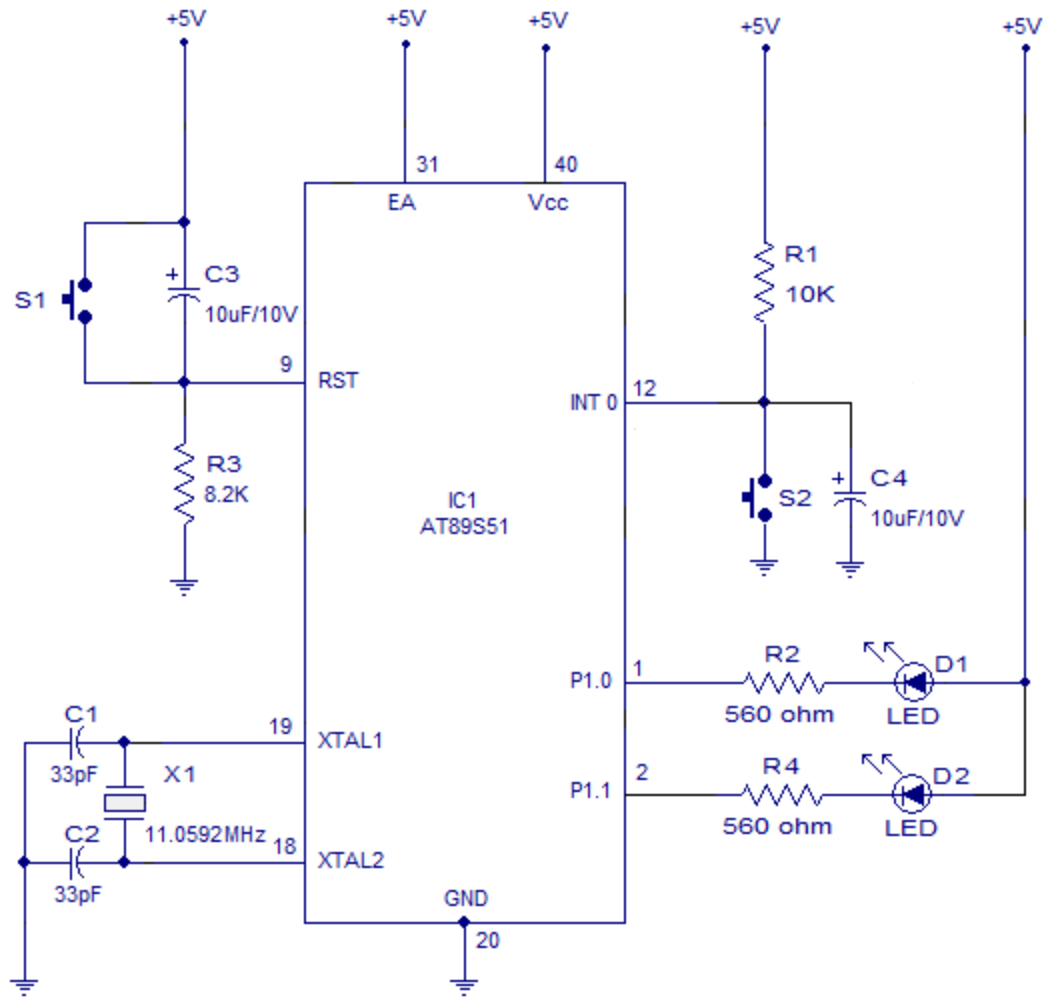 +5V
+5V
+5V
+5V
+5V
31
40
EA
Vcc
R1
10K
C3
10uF/10V
S1
9
RST
12
INT 0
R3
8.2K
IC1
AT89S51
S2
C4
10uF/10V
R2
D1
P1.0
1
560 ohm
LED
C1
33pF
19
XTAL1
X1
R4
D2
P1.1
2
560 ohm
LED
C2
33pF
11.0592MHz
18
XTAL2
GND
20